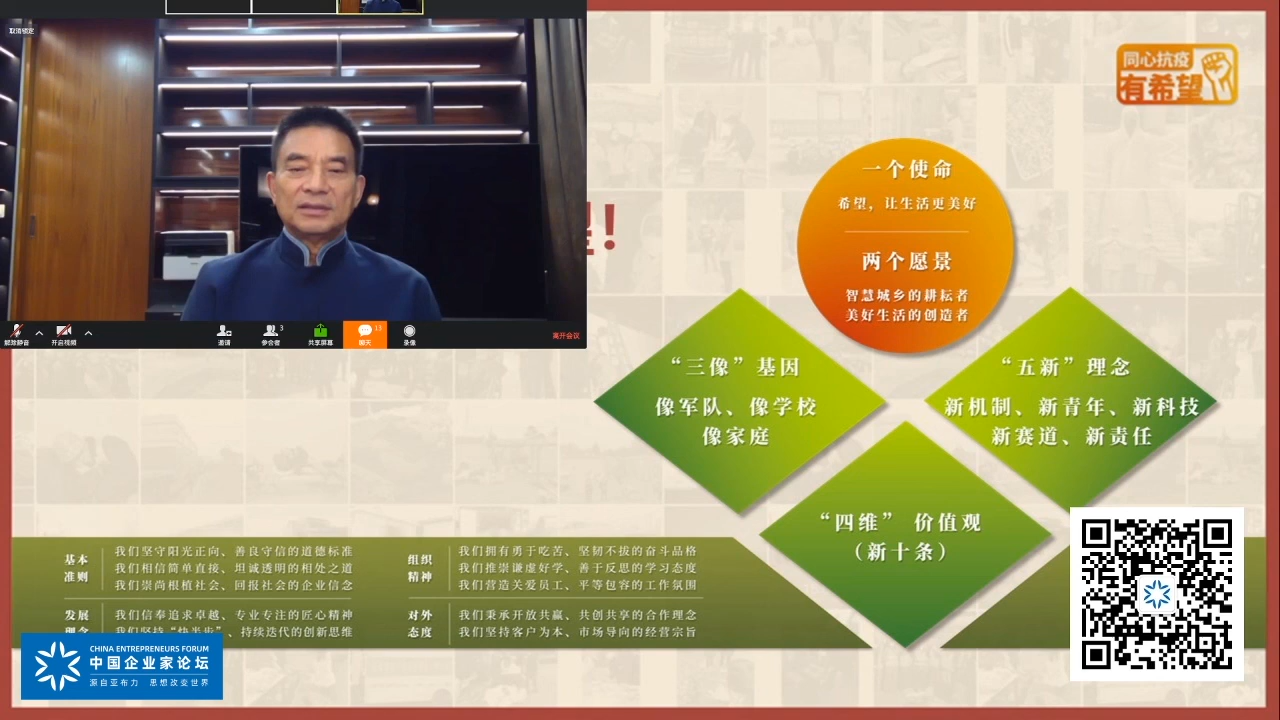 取消锁定
同心抗疫
有希望
一个使命
希望，让生活更美好
两个愿景
智慧城乡的耕耘者
美好生活的创造者
！
“三像”基因
像军队、像学校
像家庭
“五新”理念
新机制、新青年、新科技
新赛道、新责任
“四维” 价值观
（新十条）
解除静音
开启视频
邀请
3
参会者
共享屏幕
13
聊天
录像
离开会议
基本
准则
我们坚守阳光正向、善良守信的道德标准
我们相信简单直接、坦诚透明的相处之道
我们崇尚根植社会、回报社会的企业信念
组织
精神
我们拥有勇于吃苦、坚韧不拔的奋斗品格
我们推崇谦虚好学、善于反思的学习态度
我们营造关爱员工、平等包容的工作氛围
发展
理念
我们信奉追求卓越、专业专注的匠心精神
我们坚持“快半步”、持续迭代的创新思维
对外
态度
我们秉承开放共赢、共创共享的合作理念
我们坚持客户为本、市场导向的经营宗旨
CHINA ENTREPRENEURS FORUM
中国企业家论坛
源自亚布力 思想改变世界